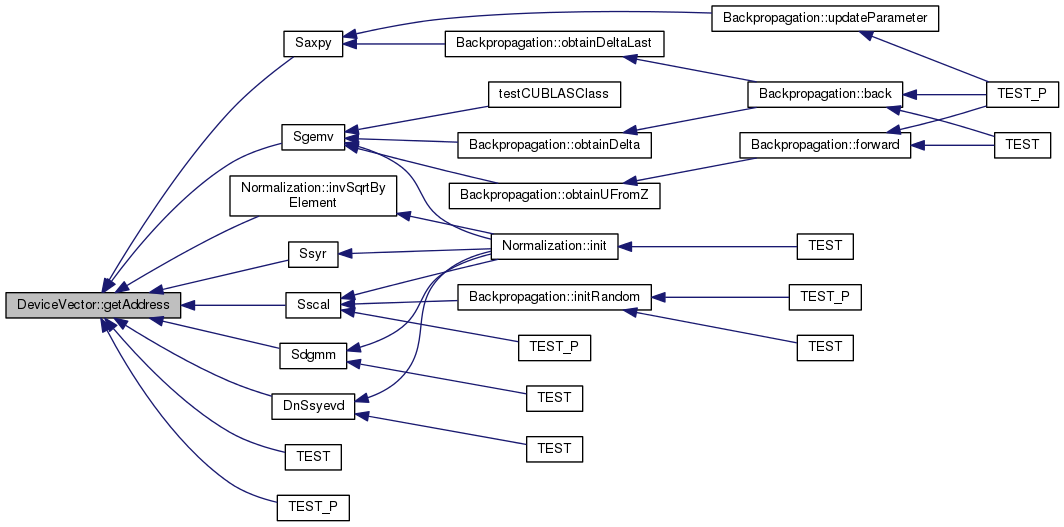 Backpropagation::updateParameter
Saxpy
Backpropagation::obtainDeltaLast
testCUBLASClass
Backpropagation::back
TEST_P
Sgemv
Backpropagation::obtainDelta
Backpropagation::forward
TEST
Normalization::invSqrtBy
Element
Backpropagation::obtainUFromZ
Ssyr
Normalization::init
TEST
DeviceVector::getAddress
Sscal
Backpropagation::initRandom
TEST_P
TEST_P
TEST
Sdgmm
TEST
DnSsyevd
TEST
TEST
TEST_P